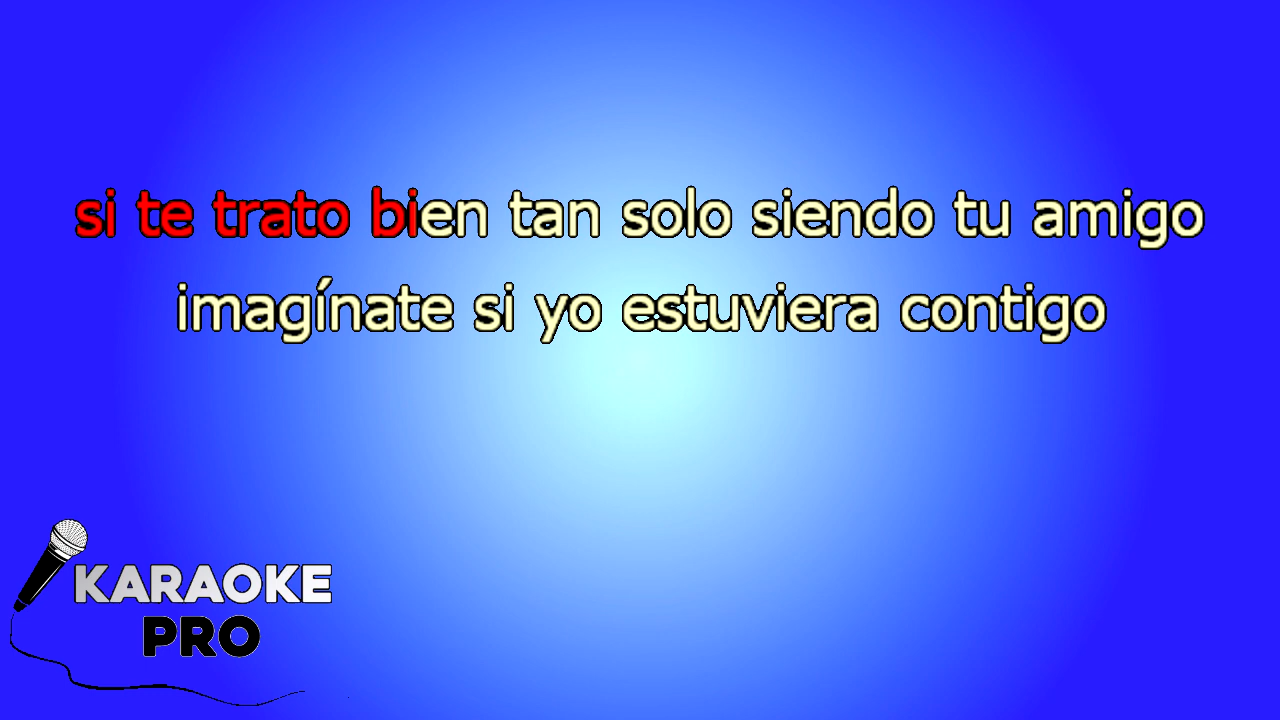 si te trato bien tan solo siendo tu amigo
imagínate si yo estuviera contigo
KARAOKE
PRO